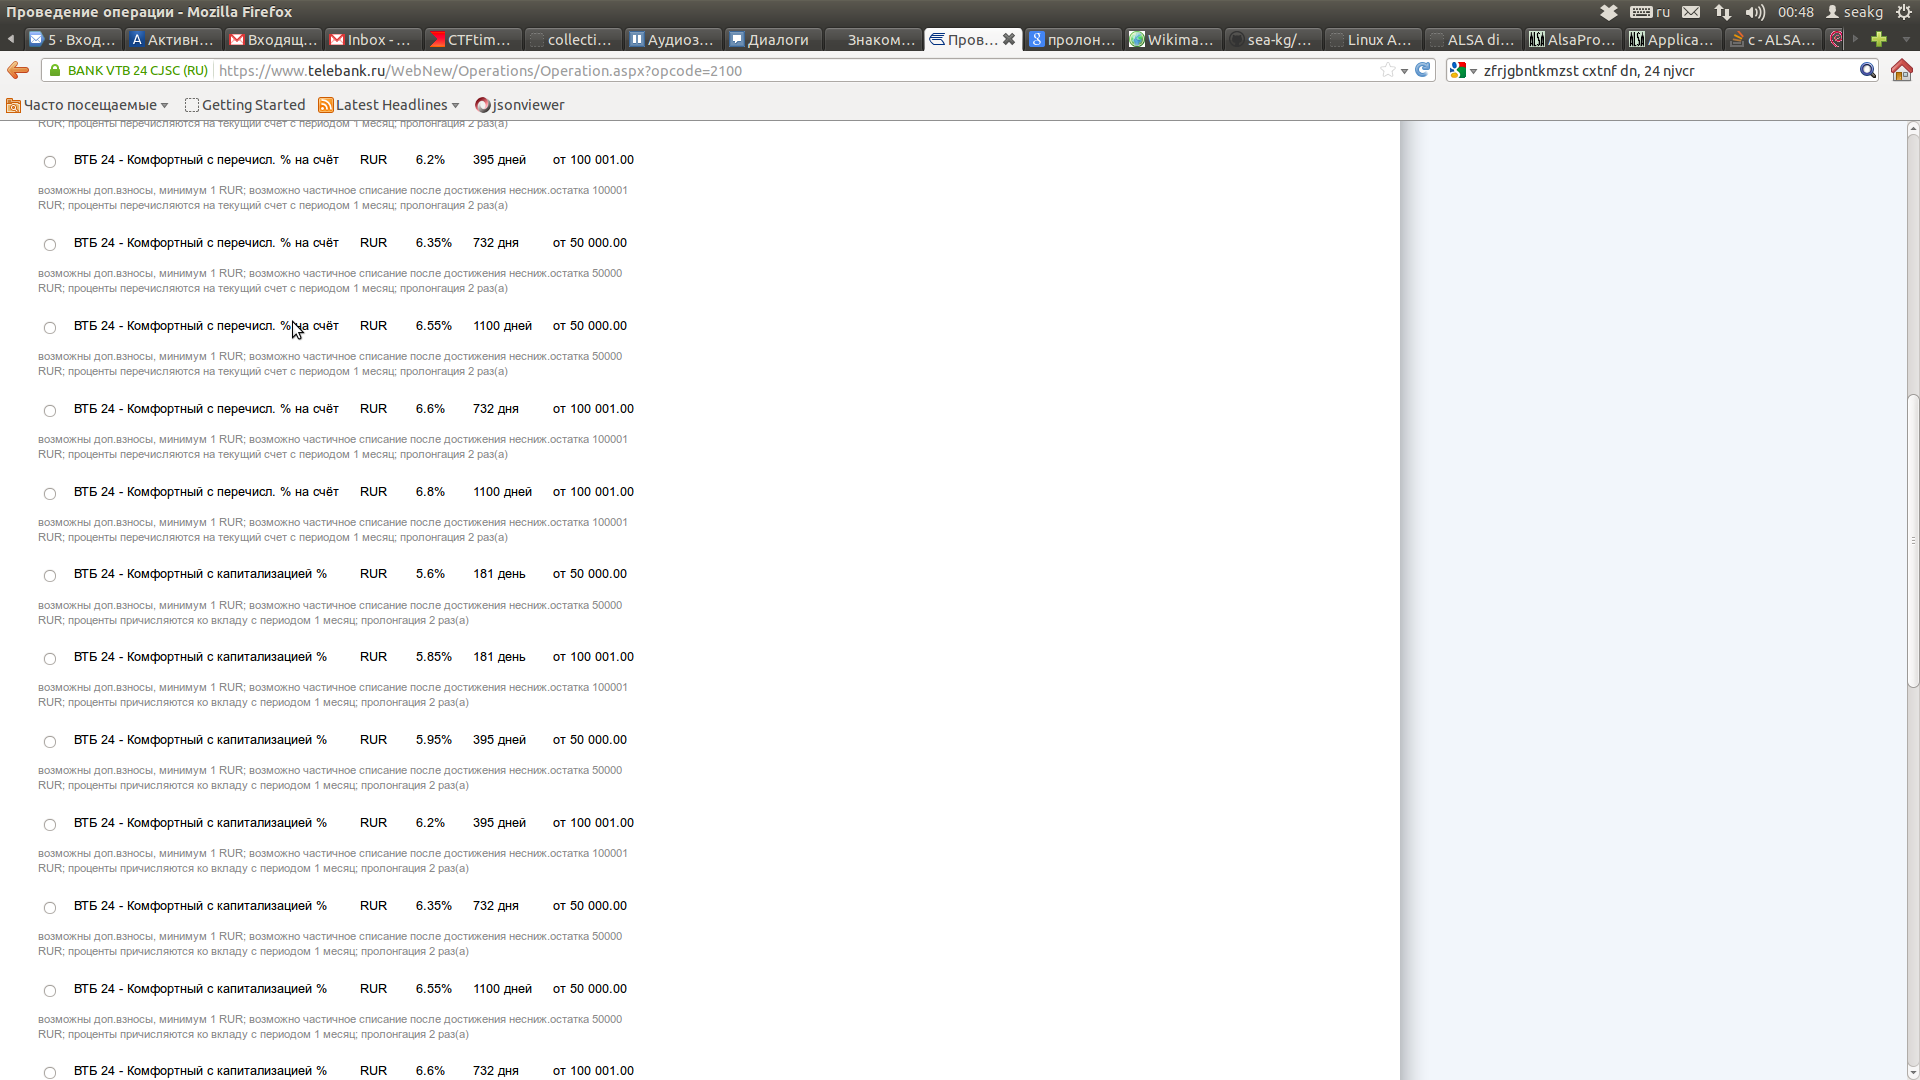 Проведение операции - Mozilla Firefox
ru
00:48
seakg
5 · Вход...
Активн...
Входящ...
Inbox - ...
CTFtim...
collecti...
Аудиоз...
Диалоги
Знаком...
Пров...
пролон...
Wikima...
sea-kg/...
Linux A...
ALSA di...
AlsaPro...
Applica...
c - ALSA...
BANK VTB 24 CJSC (RU)
https://www.telebank.ru/WebNew/Operations/Operation.aspx?opcode=2100
zfrjgbntkmzst cxtnf dn, 24 njvcr
Часто посещаемые
Getting Started
Latest Headlines
jsonviewer
RUR; проценты перечисляются на текущий счет с периодом 1 месяц; пролонгация 2 раз(а)
ВТБ 24 - Комфортный с перечисл. % на счёт RUR 6.2% 395 дней от 100 001.00
возможны доп.взносы, минимум 1 RUR; возможно частичное списание после достижения несниж.остатка 100001
RUR; проценты перечисляются на текущий счет с периодом 1 месяц; пролонгация 2 раз(а)
ВТБ 24 - Комфортный с перечисл. % на счёт RUR 6.35% 732 дня от 50 000.00
возможны доп.взносы, минимум 1 RUR; возможно частичное списание после достижения несниж.остатка 50000
RUR; проценты перечисляются на текущий счет с периодом 1 месяц; пролонгация 2 раз(а)
ВТБ 24 - Комфортный с перечисл. % на счёт RUR 6.55% 1100 дней от 50 000.00
возможны доп.взносы, минимум 1 RUR; возможно частичное списание после достижения несниж.остатка 50000
RUR; проценты перечисляются на текущий счет с периодом 1 месяц; пролонгация 2 раз(а)
ВТБ 24 - Комфортный с перечисл. % на счёт RUR 6.6% 732 дня от 100 001.00
возможны доп.взносы, минимум 1 RUR; возможно частичное списание после достижения несниж.остатка 100001
RUR; проценты перечисляются на текущий счет с периодом 1 месяц; пролонгация 2 раз(а)
ВТБ 24 - Комфортный с перечисл. % на счёт RUR 6.8% 1100 дней от 100 001.00
возможны доп.взносы, минимум 1 RUR; возможно частичное списание после достижения несниж.остатка 100001
RUR; проценты перечисляются на текущий счет с периодом 1 месяц; пролонгация 2 раз(а)
ВТБ 24 - Комфортный с капитализацией % RUR 5.6% 181 день от 50 000.00
возможны доп.взносы, минимум 1 RUR; возможно частичное списание после достижения несниж.остатка 50000
RUR; проценты причисляются ко вкладу с периодом 1 месяц; пролонгация 2 раз(а)
ВТБ 24 - Комфортный с капитализацией % RUR 5.85% 181 день от 100 001.00
возможны доп.взносы, минимум 1 RUR; возможно частичное списание после достижения несниж.остатка 100001
RUR; проценты причисляются ко вкладу с периодом 1 месяц; пролонгация 2 раз(а)
ВТБ 24 - Комфортный с капитализацией % RUR 5.95% 395 дней от 50 000.00
возможны доп.взносы, минимум 1 RUR; возможно частичное списание после достижения несниж.остатка 50000
RUR; проценты причисляются ко вкладу с периодом 1 месяц; пролонгация 2 раз(а)
ВТБ 24 - Комфортный с капитализацией % RUR 6.2% 395 дней от 100 001.00
возможны доп.взносы, минимум 1 RUR; возможно частичное списание после достижения несниж.остатка 100001
RUR; проценты причисляются ко вкладу с периодом 1 месяц; пролонгация 2 раз(а)
ВТБ 24 - Комфортный с капитализацией % RUR 6.35% 732 дня от 50 000.00
возможны доп.взносы, минимум 1 RUR; возможно частичное списание после достижения несниж.остатка 50000
RUR; проценты причисляются ко вкладу с периодом 1 месяц; пролонгация 2 раз(а)
ВТБ 24 - Комфортный с капитализацией % RUR 6.55% 1100 дней от 50 000.00
возможны доп.взносы, минимум 1 RUR; возможно частичное списание после достижения несниж.остатка 50000
RUR; проценты причисляются ко вкладу с периодом 1 месяц; пролонгация 2 раз(а)
ВТБ 24 - Комфортный с капитализацией % RUR 6.6% 732 дня от 100 001.00